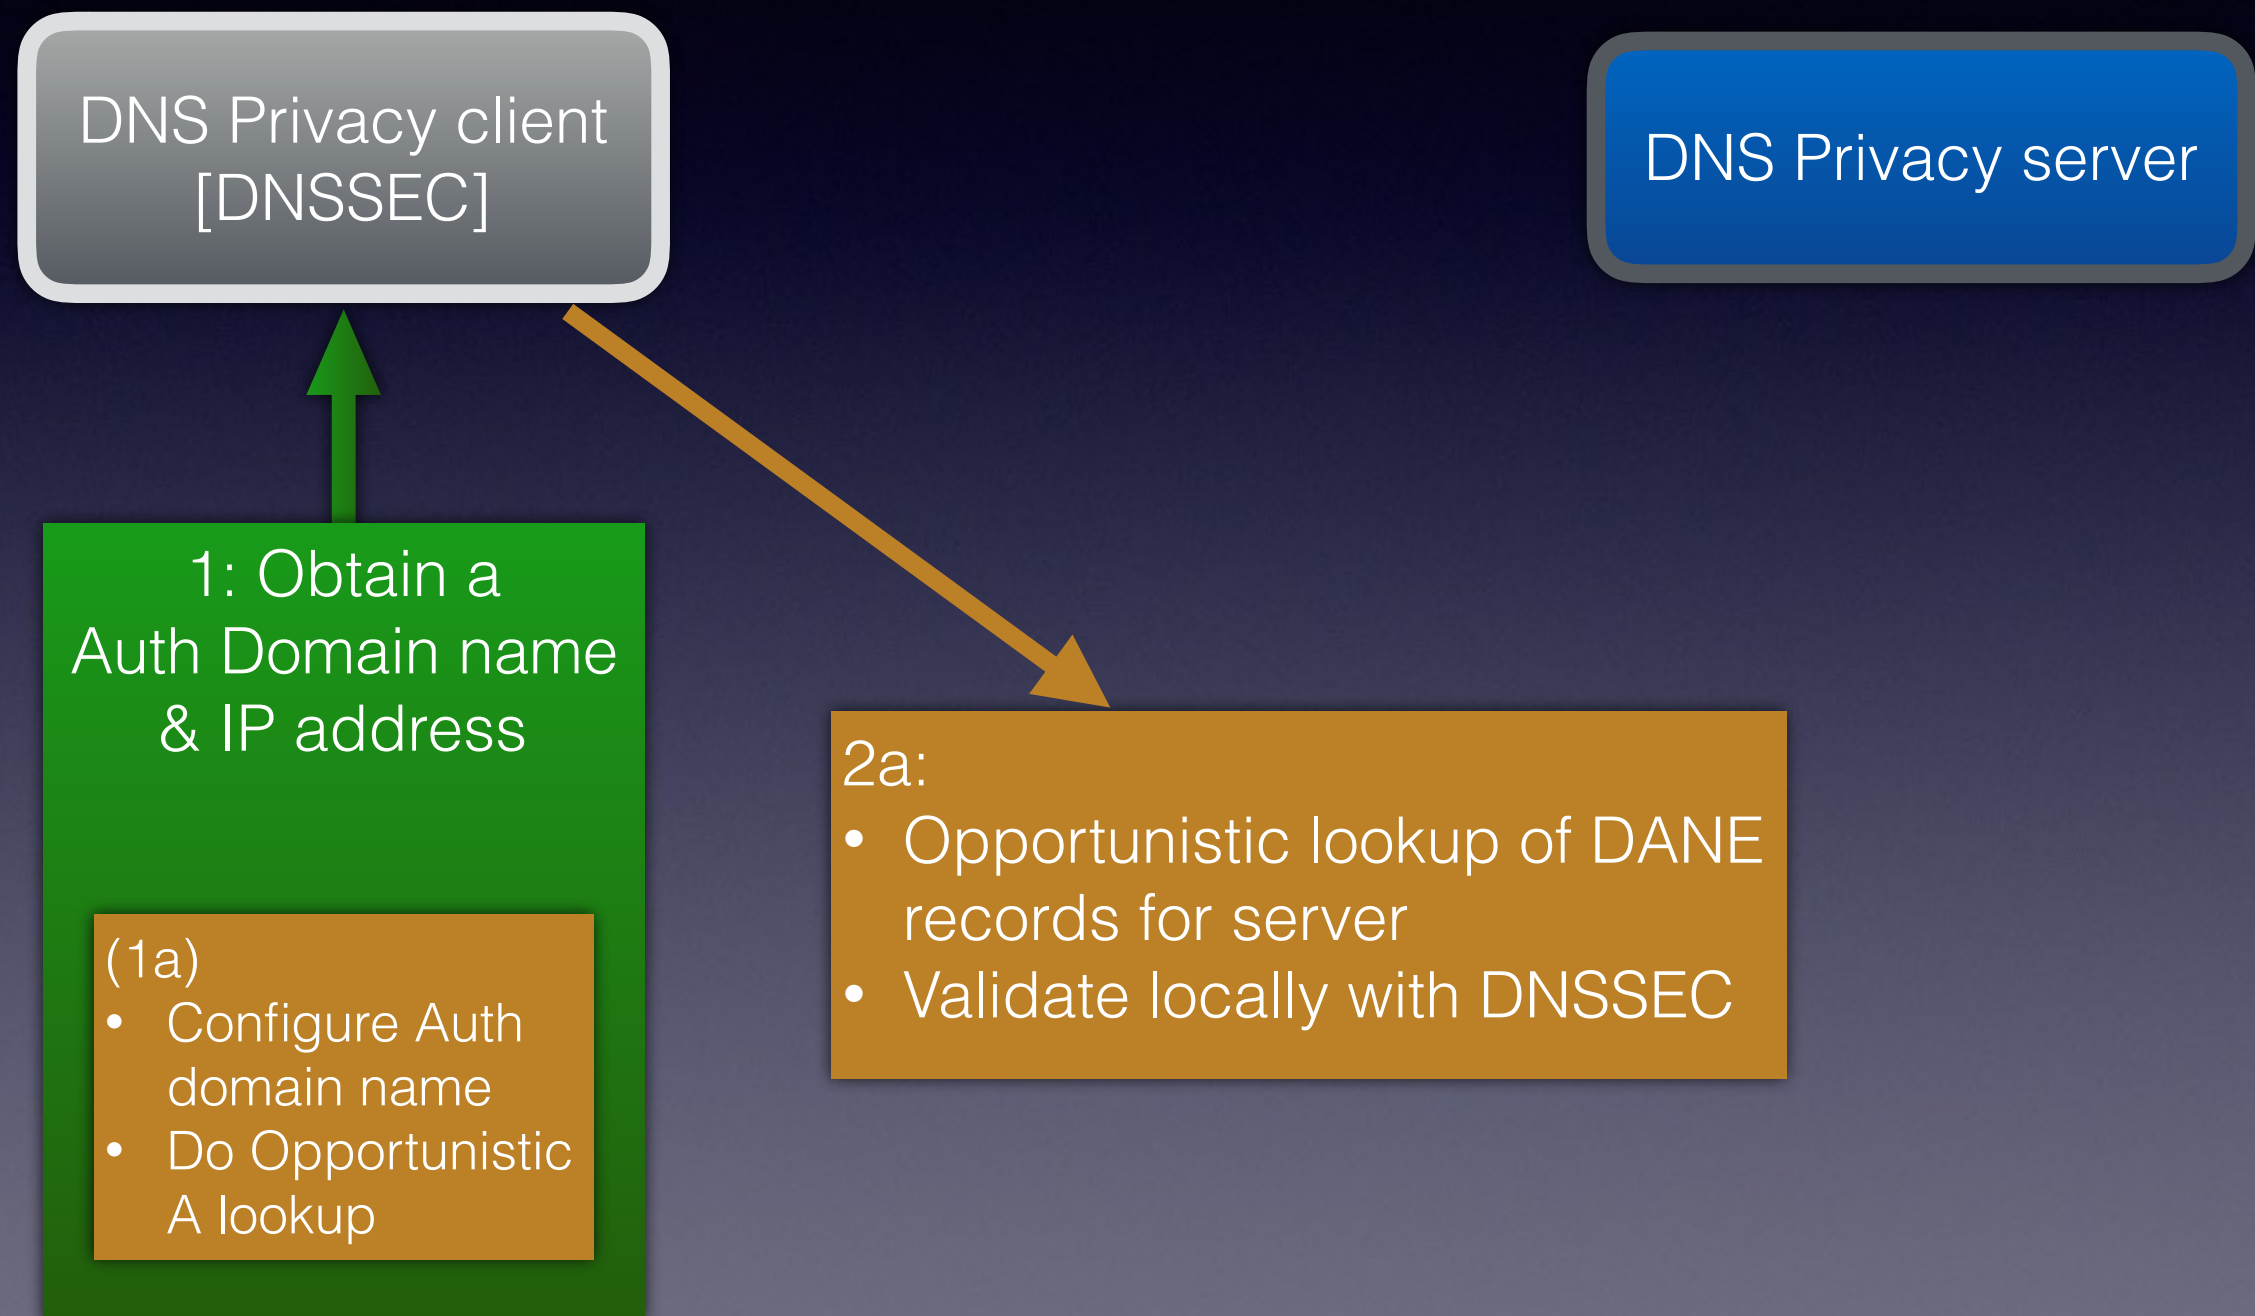 DNS Privacy client
[DNSSEC]
DNS Privacy server
1: Obtain a
Auth Domain name
& IP address
(1a)
• Configure Auth
domain name
• Do Opportunistic
A lookup
2a:
• Opportunistic lookup of DANE
records for server
• Validate locally with DNSSEC